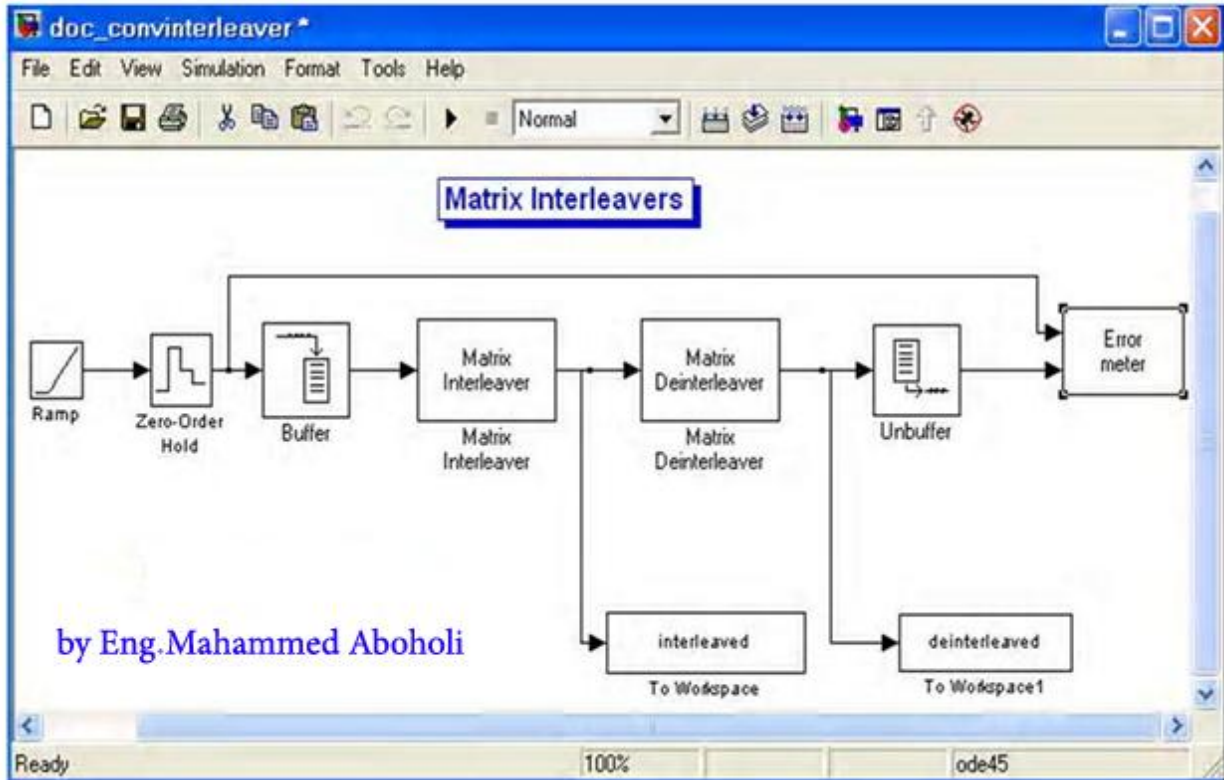 doc_convinterleaver *
File Edit View Simulation Format Tools Help
Normal
Matrix Interleavers
Ramp
Zero-Order
Hold
Buffer
Matrix
Interleaver
Matrix
Interleaver
Matrix
Deinterleaver
Matrix
Deinterleaver
Unbuffer
Error
meter
interleaved
To Workspace
deinterleaved
To Workspace1
by Eng.Mahammed Aboholi
Ready 100% ode45